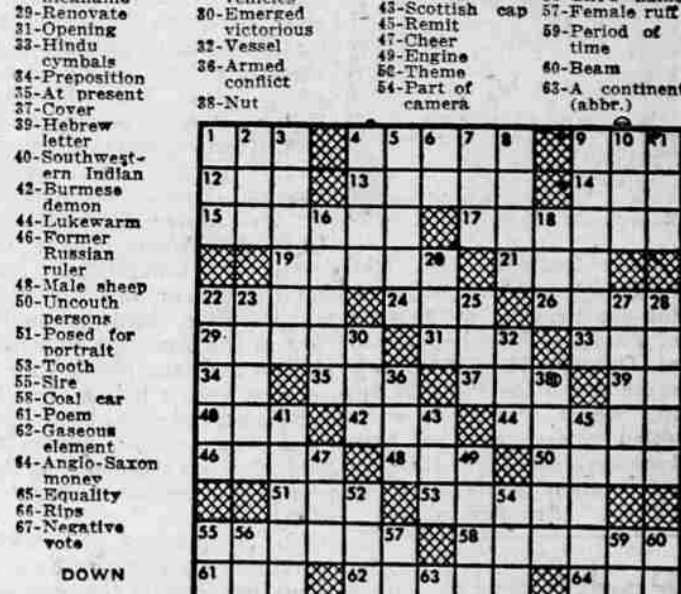 29-Renovate
31-Opening
33-Hindu
cymbals
34-Preposition
35-At present
37-Cover
39-Hebrew
letter
40-Southwest-
ern Indian
42-Burmese
demon
44-Lukewarm
46-Former
Russian
ruler
48-Male sheep
50-Uncouth
persons
51-Posed for
portrait
53-Tooth
55-Sire
58-Coal car
61-Poem
62-Gaseous
element
64-Anglo-Saxon
money
65-Equality
66-Rips
67-Negative
vote
DOWN
30-Emerged
victorious
32-Vessel
36-Armed
conflict
38-Nut
43-Scottish cap
45-Remit
47-Cheer
49-Engine
52-Theme
54-Part of
camera
57-Female ruff
59-Period of
time
60-Beam
63-A continent
(abbr.)
1 2 3 4 5 6 7 8 9 10 11
12 13 14
15 16 17 18
19 20 21
22 23 24 25 26 27 28
29 30 31 32 33
34 35 36 37 38 39
40 41 42 43 44 45
46 47 48 49 50
51 52 53 54
55 56 57 58 59 60
61 62 63 64